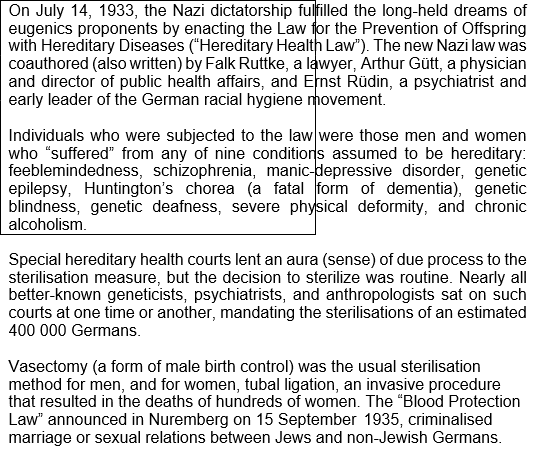 On July 14, 1933, the Nazi dictatorship fulfilled the long-held dreams of
eugenics proponents by enacting the Law for the Prevention of Offspring
with Hereditary Diseases (“Hereditary Health Law”). The new Nazi law was
coauthored (also written) by Falk Ruttke, a lawyer, Arthur Gütt, a physician
and director of public health affairs, and Ernst Rüdin, a psychiatrist and
early leader of the German racial hygiene movement.

Individuals who were subjected to the law were those men and women
who “suffered” from any of nine conditions assumed to be hereditary:
feeblemindedness, schizophrenia, manic-depressive disorder, genetic
epilepsy, Huntington’s chorea (a fatal form of dementia), genetic
blindness, genetic deafness, severe physical deformity, and chronic
alcoholism.

Special hereditary health courts lent an aura (sense) of due process to the
sterilisation measure, but the decision to sterilize was routine. Nearly all
better-known geneticists, psychiatrists, and anthropologists sat on such
courts at one time or another, mandating the sterilisations of an estimated
400 000 Germans.

Vasectomy (a form of male birth control) was the usual sterilisation
method for men, and for women, tubal ligation, an invasive procedure
that resulted in the deaths of hundreds of women. The “Blood Protection
Law” announced in Nuremberg on 15 September 1935, criminalised
marriage or sexual relations between Jews and non-Jewish Germans.